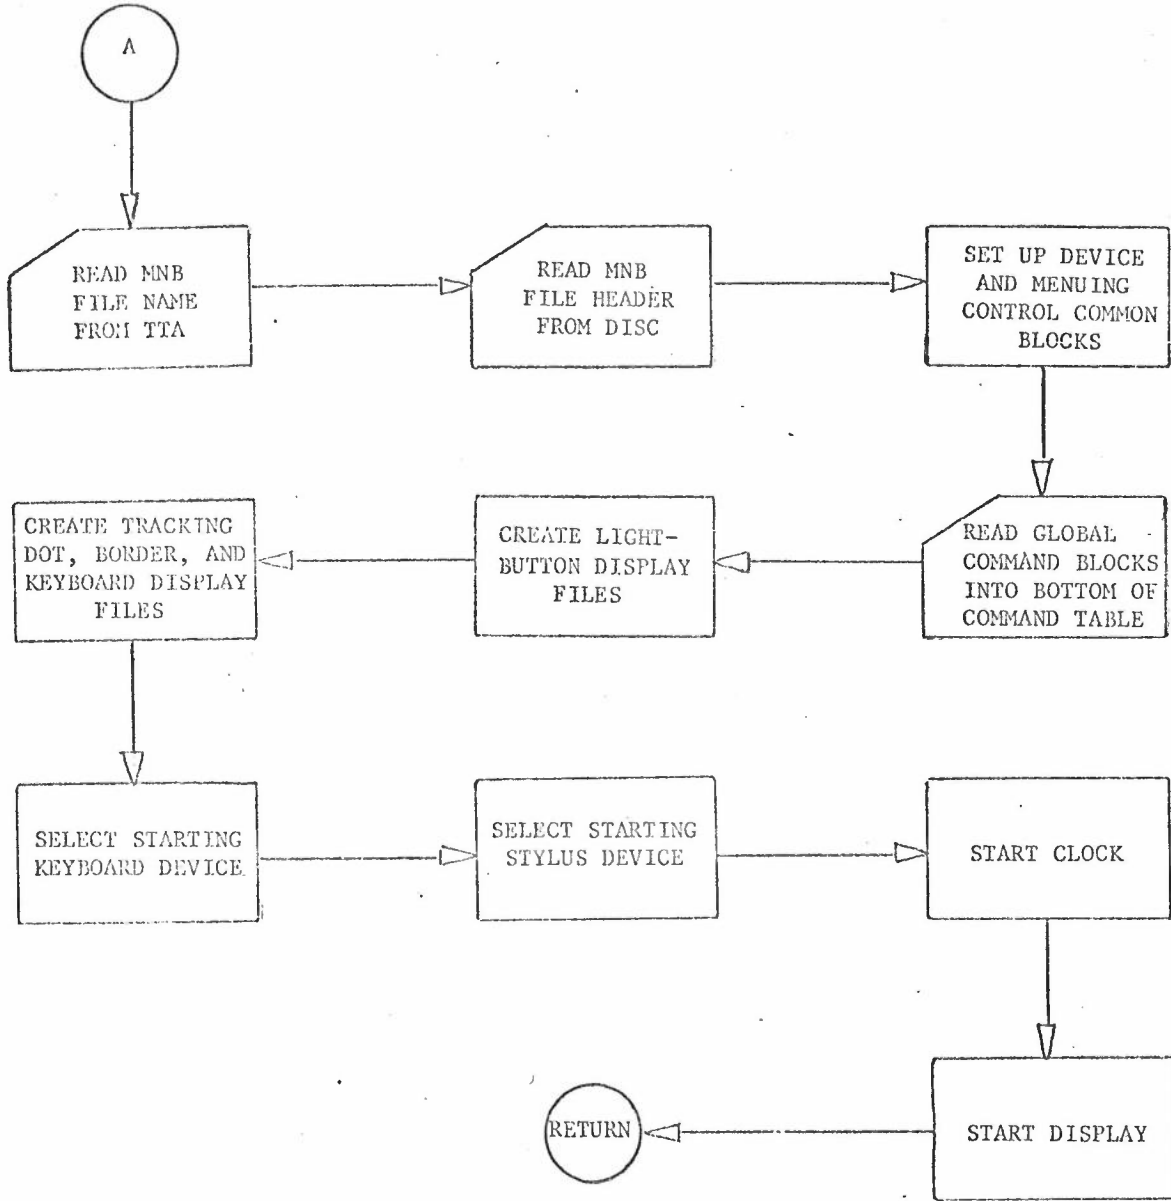 A
READ MNB
FILE NAME
FROM TTA
READ MNB
FILE HEADER
FROM DISC
SET UP DEVICE
AND MENUING
CONTROL COMMON
BLOCKS
READ GLOBAL
COMMAND BLOCKS
INTO BOTTOM OF
COMMAND TABLE
CREATE LIGHT-
BUTTON DISPLAY
FILES
CREATE TRACKING
DOT, BORDER, AND
KEYBOARD DISPLAY
FILES
SELECT STARTING
KEYBOARD DEVICE
SELECT STARTING
STYLUS DEVICE
START CLOCK
START DISPLAY
RETURN